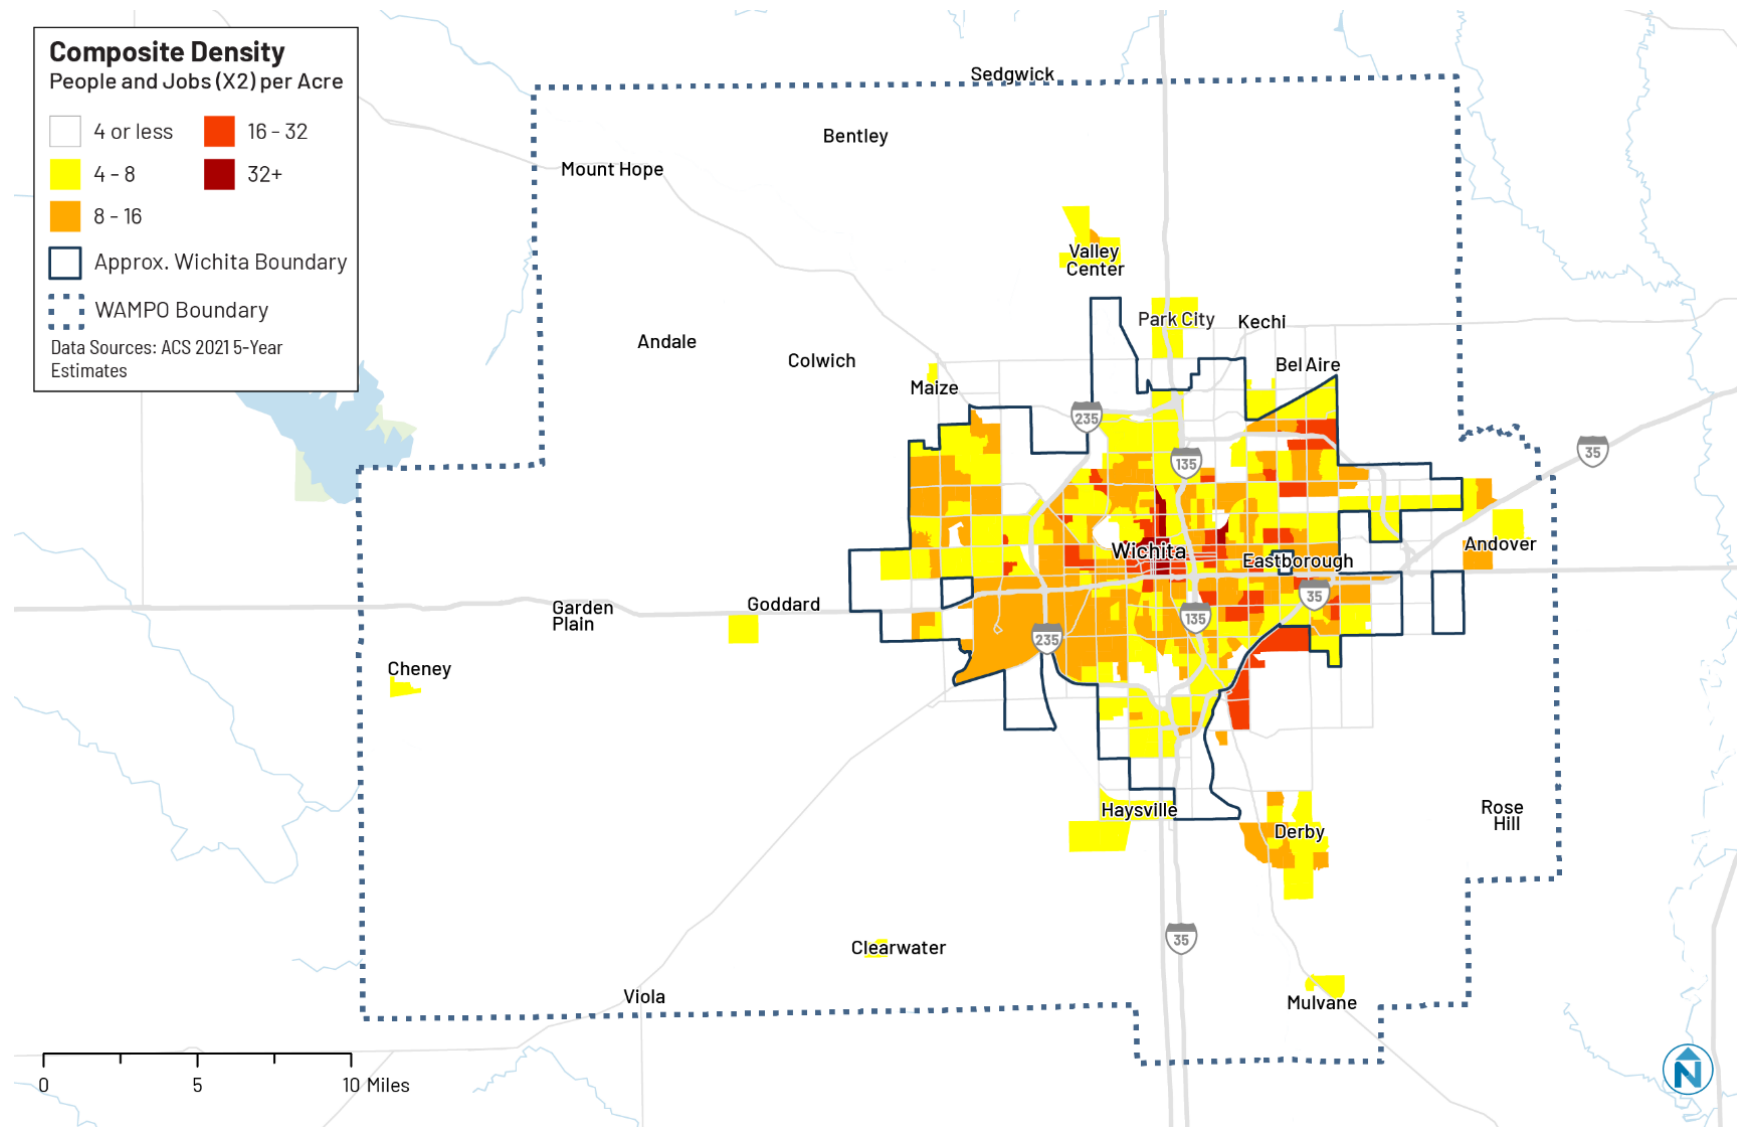 Composite Density
People and Jobs (X2) per Acre
4 or less
16 - 32
4 - 8
32+
8 - 16
Approx. Wichita Boundary
WAMPO Boundary
Data Sources: ACS 2021 5-Year
Estimates
Sedgwick
Bentley
Mount Hope
Valley
Center
Park City
Kechi
Andale
Colwich
Bel Aire
Maize
235
135
35
Wichita
Andover
Eastborough
35
Goddard
Garden
Plain
135
235
Cheney
Haysville
Rose
Hill
Derby
35
Clearwater
Viola
Mulvane
0
5
10 Miles
N